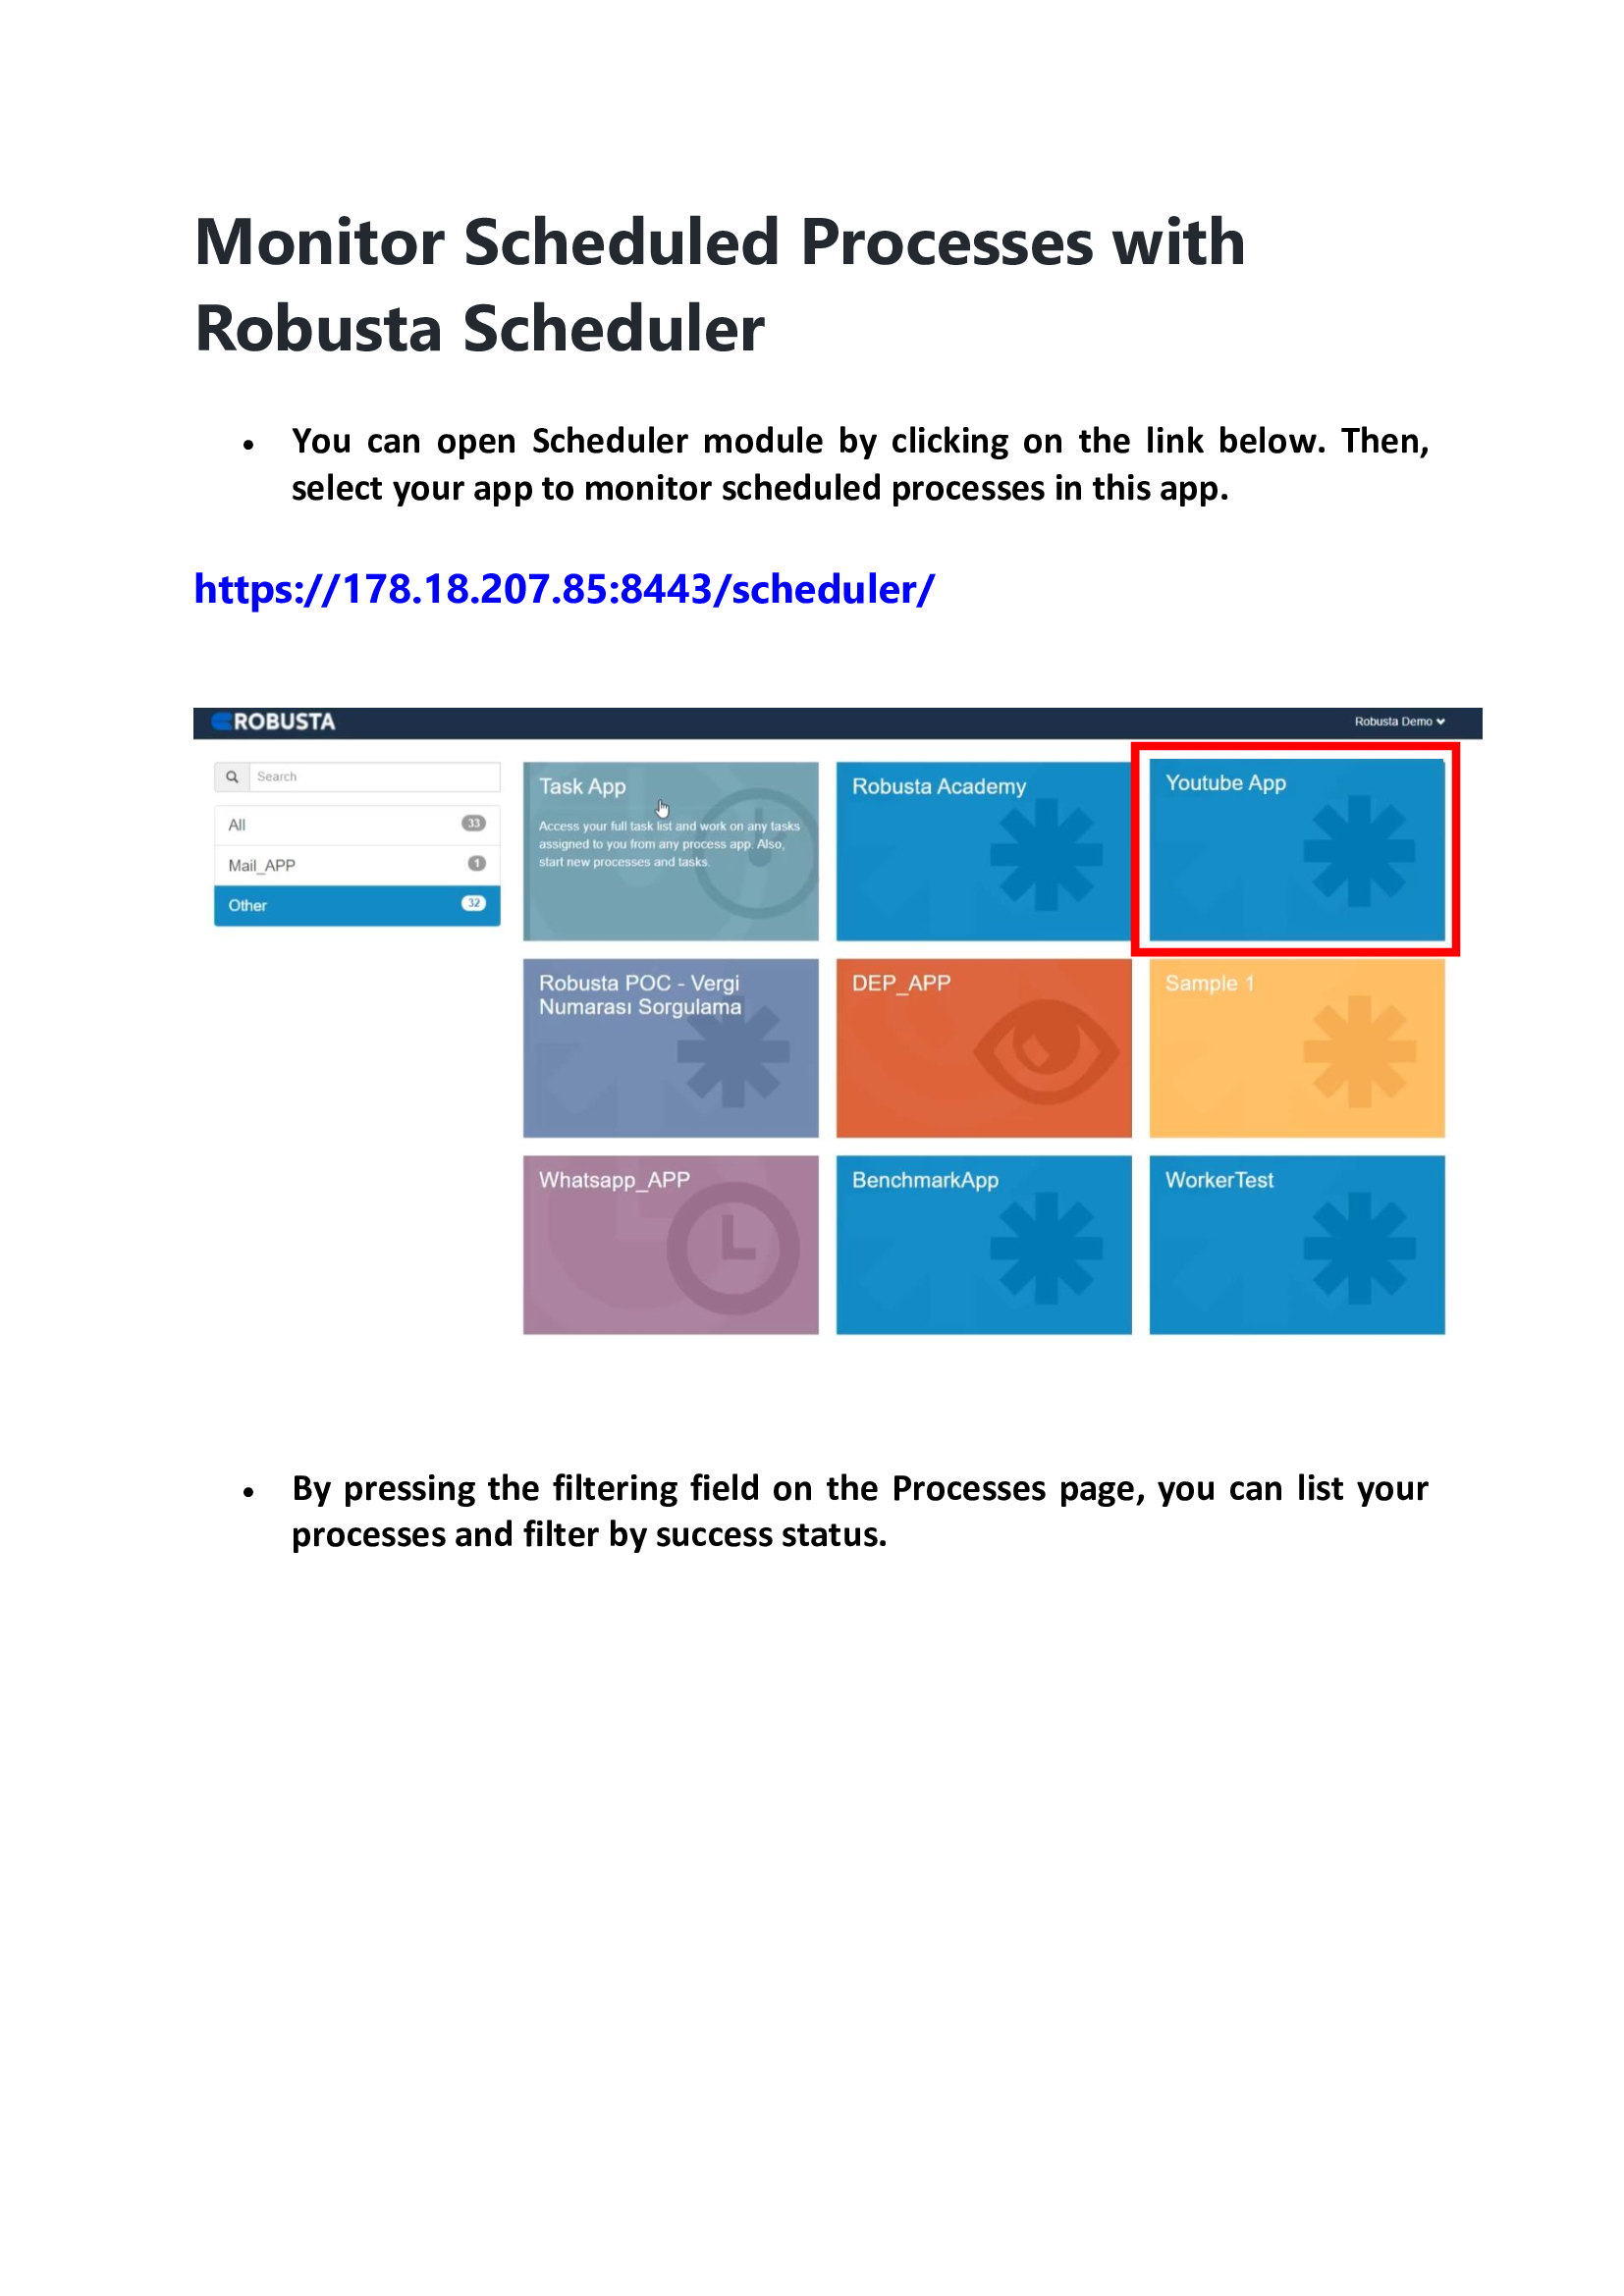 Monitor Scheduled Processes with
Robusta Scheduler
• You can open Scheduler module by clicking on the link below. Then,
select your app to monitor scheduled processes in this app.
https://178.18.207.85:8443/scheduler/
ROBUSTA
Robusta Demo
Search
All 33
Mail_APP 1
Other 32
Task App
Access your full task list and work on any tasks
assigned to you from any process app. Also,
start new processes and tasks.
Robusta Academy
Youtube App
Robusta POC - Vergi
Numarası Sorgulama
DEP_APP
Sample 1
Whatsapp_APP
BenchmarkApp
WorkerTest
• By pressing the filtering field on the Processes page, you can list your
processes and filter by success status.